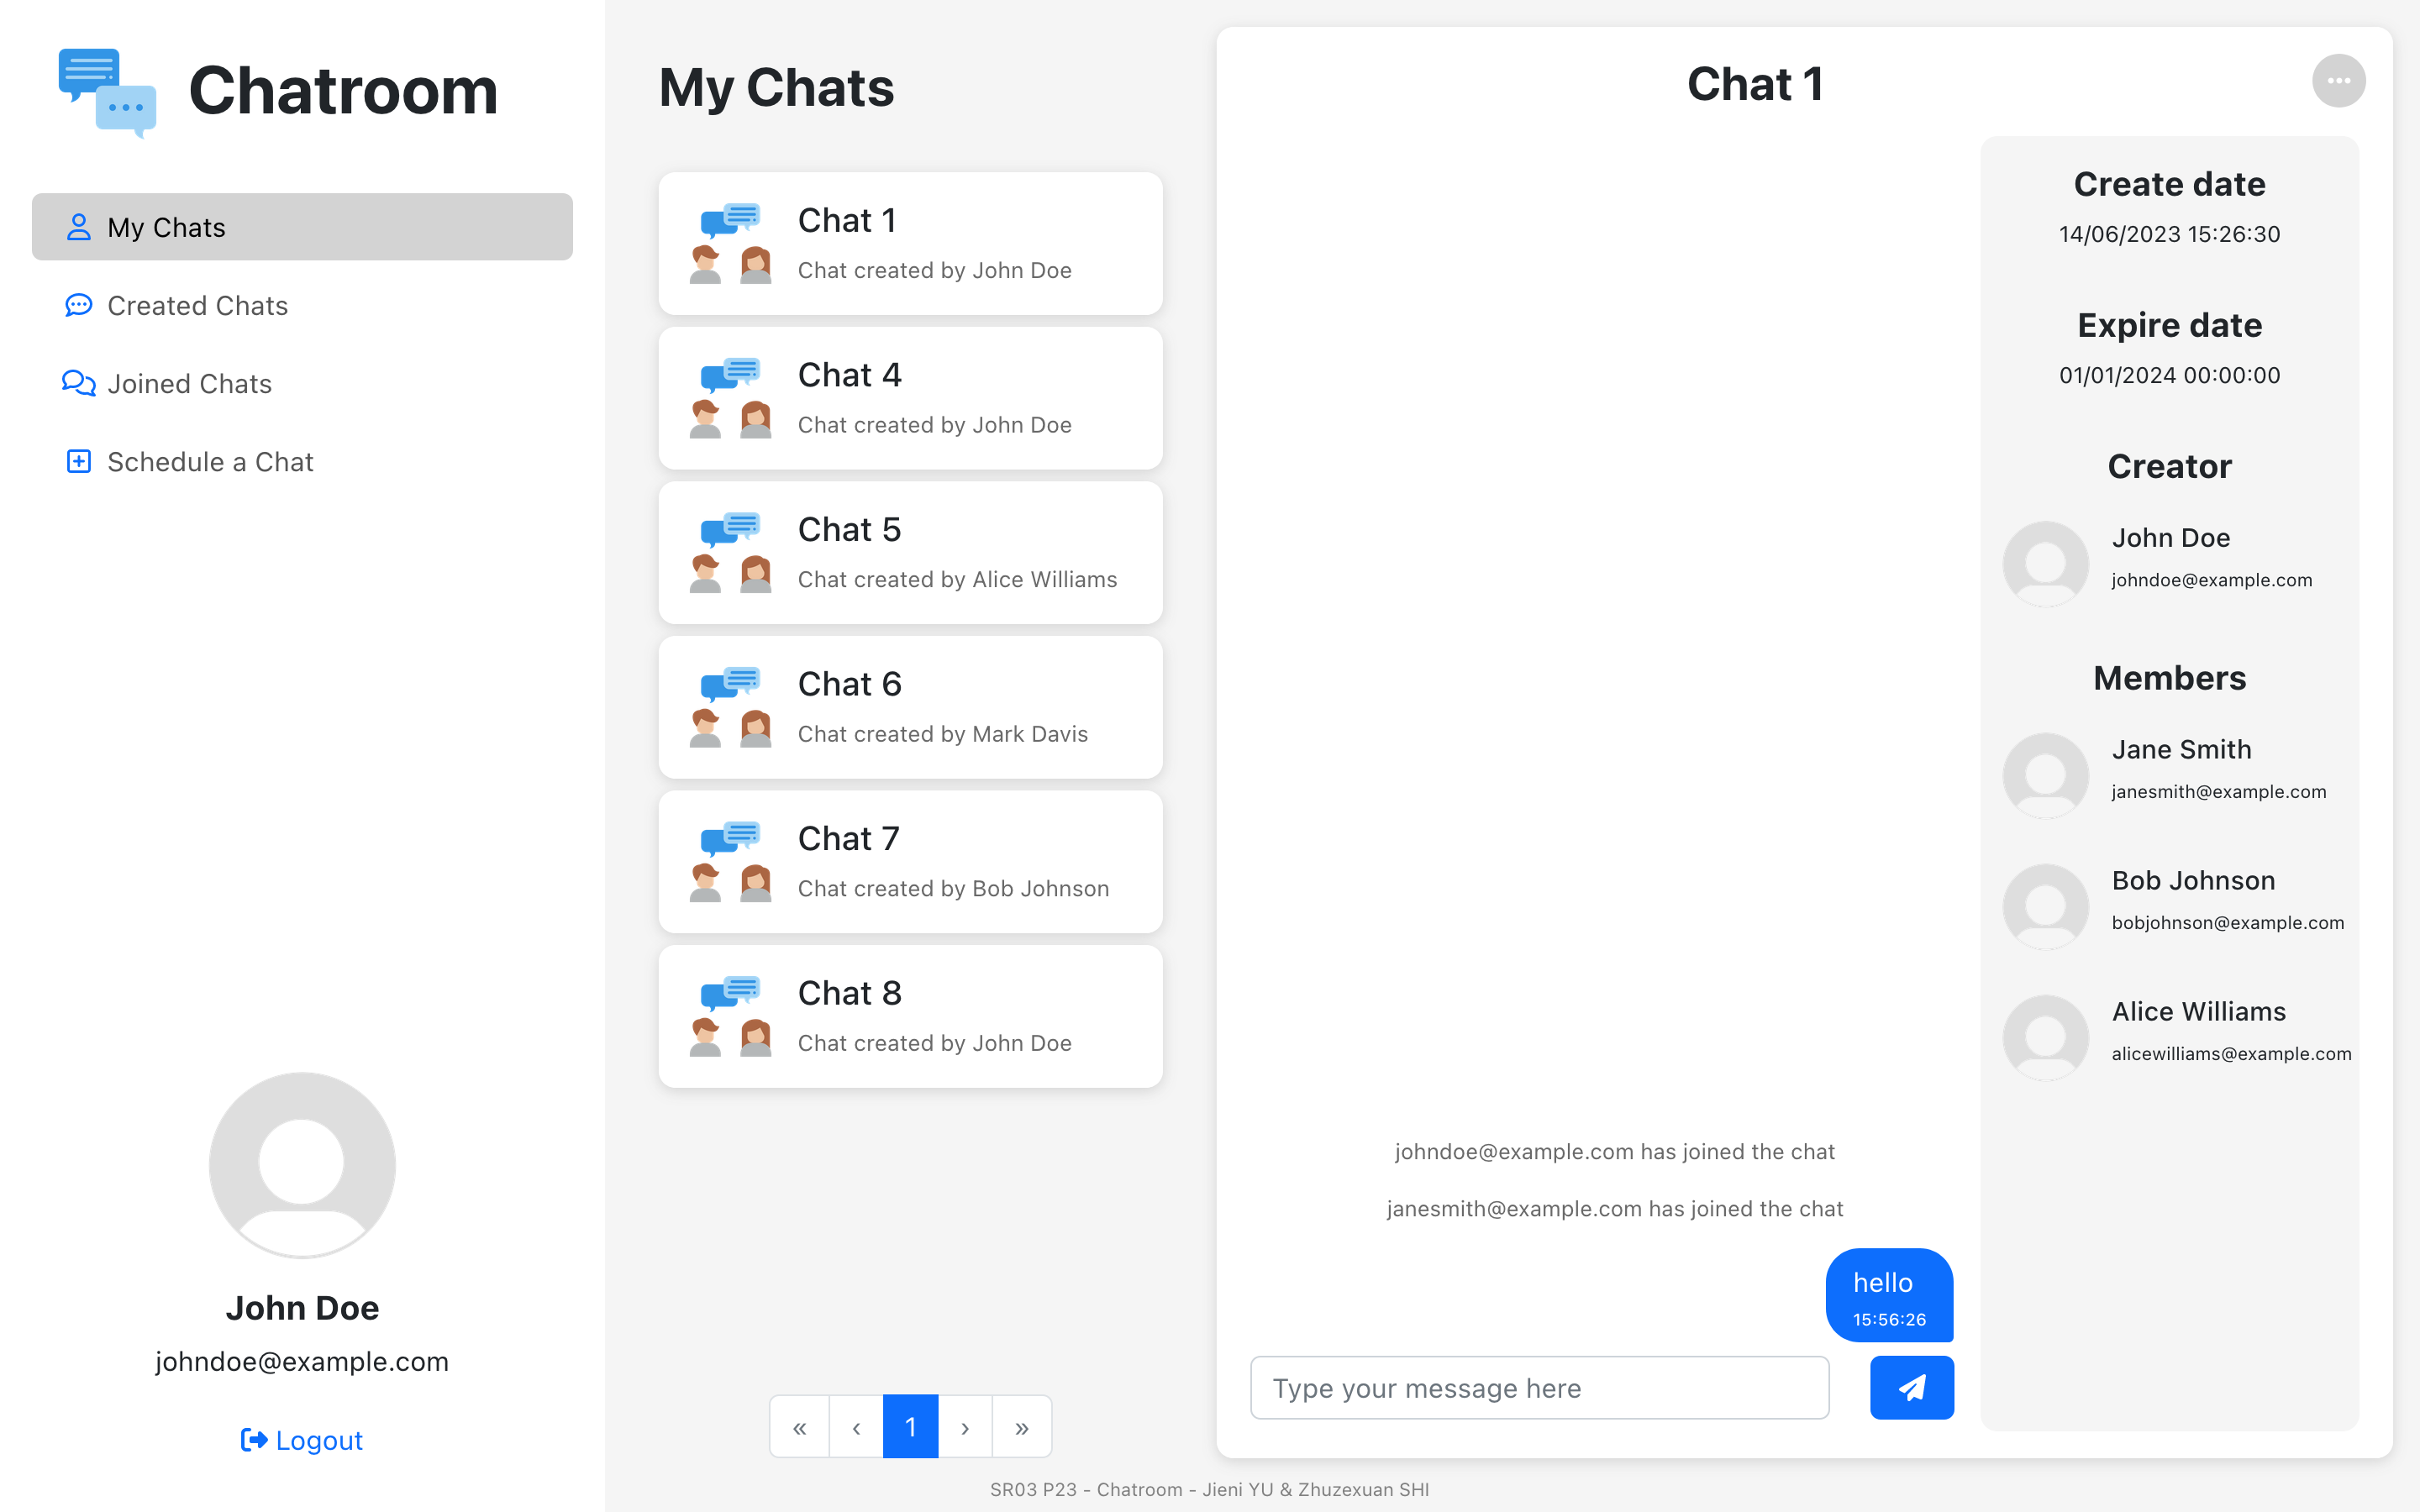 Chatroom
My Chats
Created Chats
Joined Chats
Schedule a Chat
John Doe
johndoe@example.com
Logout
My Chats
Chat 1
Chat created by John Doe
Chat 4
Chat created by John Doe
Chat 5
Chat created by Alice Williams
Chat 6
Chat created by Mark Davis
Chat 7
Chat created by Bob Johnson
Chat 8
Chat created by John Doe
« ‹ 1 › »
Chat 1
johndoe@example.com has joined the chat
janesmith@example.com has joined the chat
hello
15:56:26
Type your message here
Create date
14/06/2023 15:26:30
Expire date
01/01/2024 00:00:00
Creator
John Doe
johndoe@example.com
Members
Jane Smith
janesmith@example.com
Bob Johnson
bobjohnson@example.com
Alice Williams
alicewilliams@example.com
SR03 P23 - Chatroom - Jieni YU & Zhuzexuan SHI